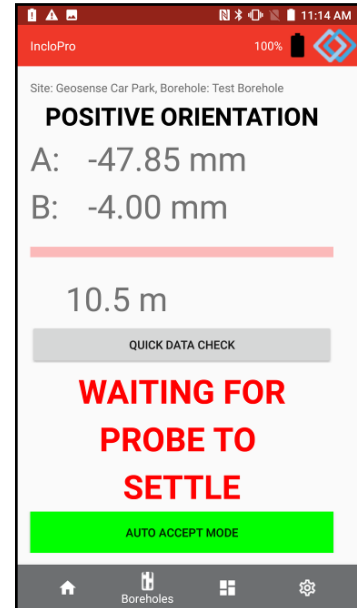 11:14 AM
IncloPro
100%
Site: Geosense Car Park, Borehole: Test Borehole
POSITIVE ORIENTATION
A: -47.85 mm
B: -4.00 mm
10.5 m
QUICK DATA CHECK
WAITING FOR
PROBE TO
SETTLE
AUTO ACCEPT MODE
Boreholes